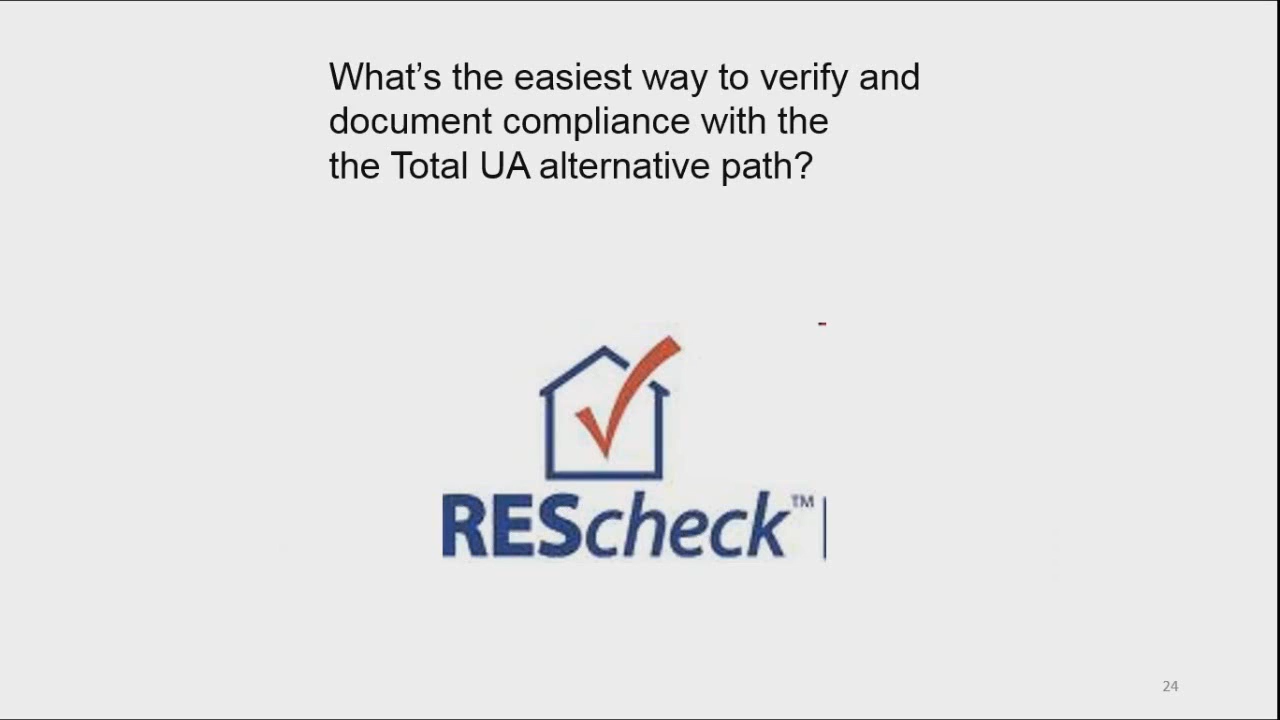 What’s the easiest way to verify and
document compliance with the
the Total UA alternative path?
REScheck™
24